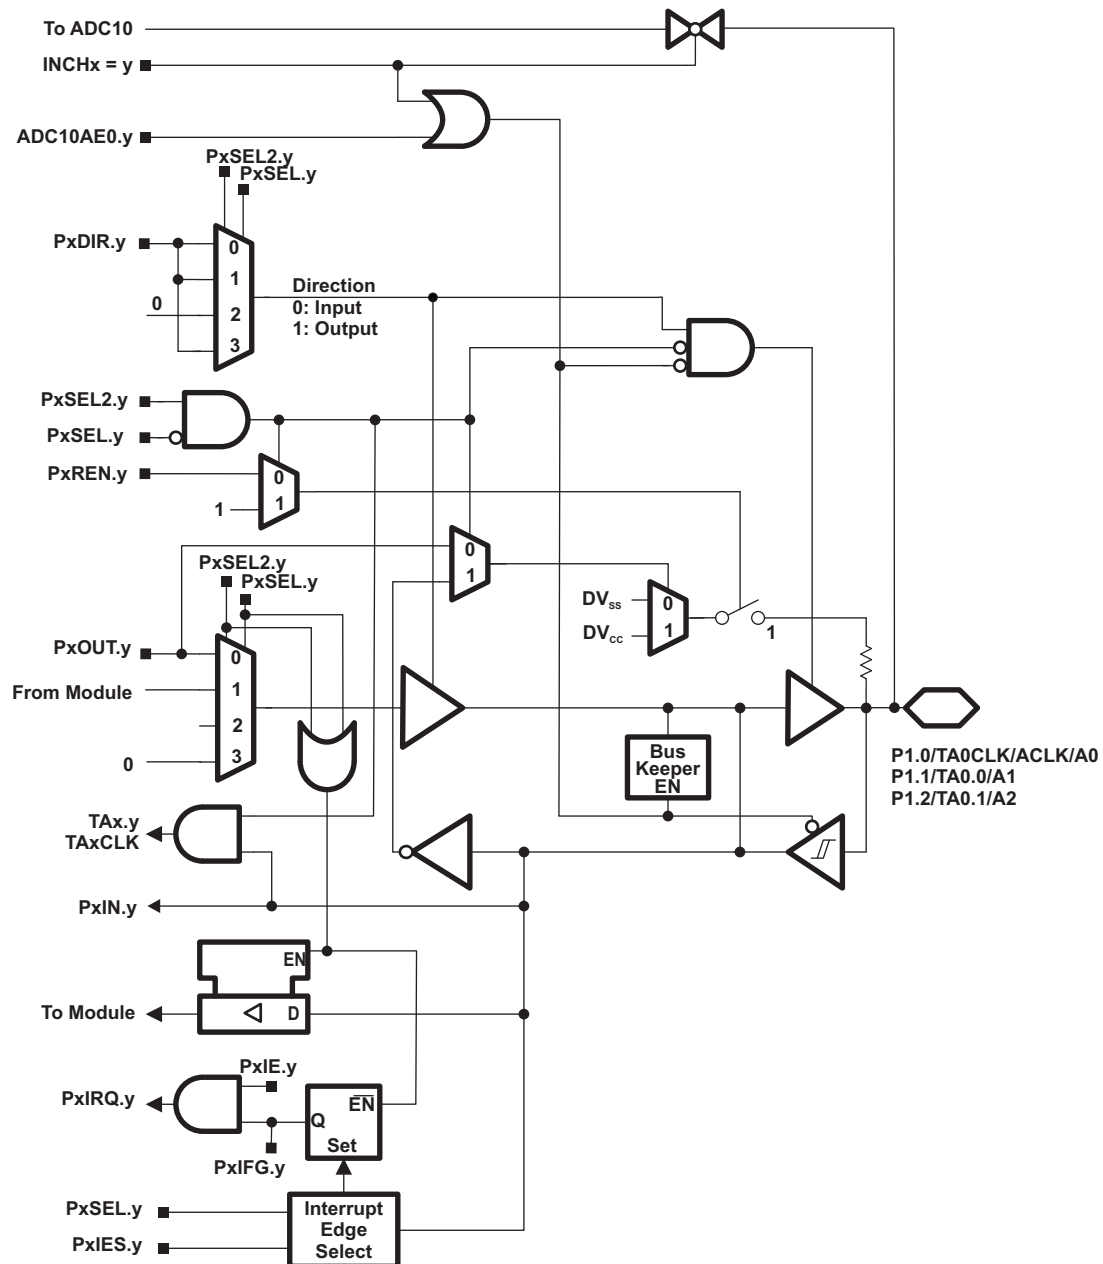 To ADC10
INCHx = y
ADC10AE0.y
PxSEL2.y
PxSEL.y
PxDIR.y
0
1
0
2
3
Direction
0: Input
1: Output
PxSEL2.y
PxSEL.y
PxREN.y
0
1
1
PxSEL2.y
PxSEL.y
0
1
DVSS
0
DVCC
1
1
PxOUT.y
0
From Module
1
2
0
3
Bus
Keeper
EN
P1.0/TA0CLK/ACLK/A0
P1.1/TA0.0/A1
P1.2/TA0.1/A2
TAx.y
TAxCLK
PxIN.y
EN
To Module
D
PxIE.y
PxIRQ.y
EN
Q
Set
PxIFG.y
PxSEL.y
PxIES.y
Interrupt
Edge
Select